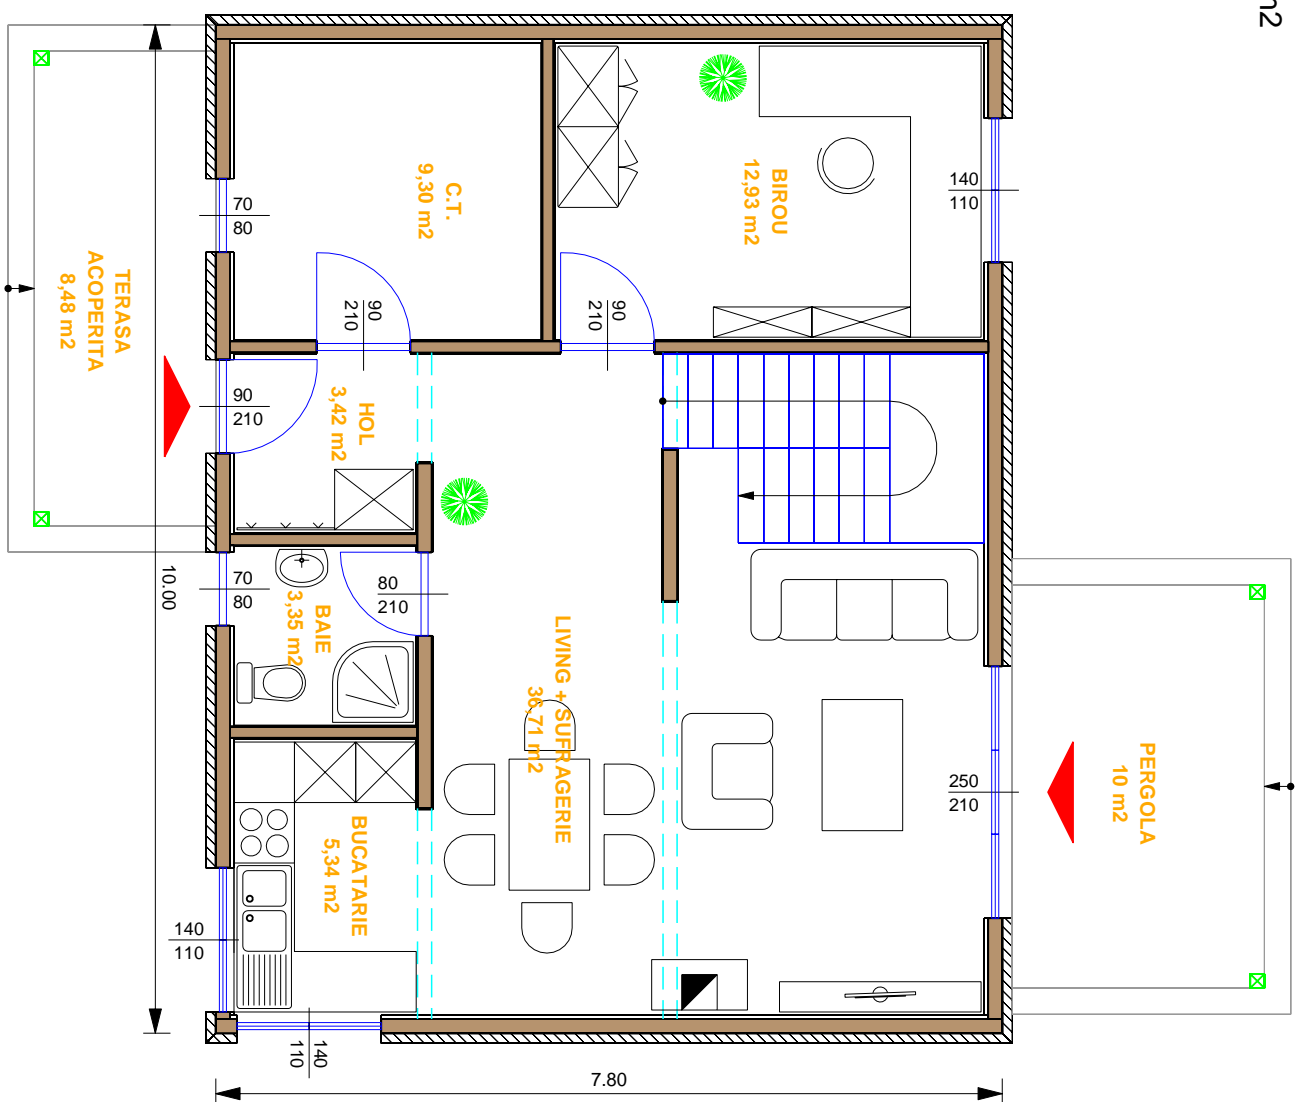 m2
C.T.
9,30 m2
BIROU
12,93 m2
140
110
70
80
90
210
90
210
TERASA
ACOPERITA
8,48 m2
90
210
HOL
3,42 m2
10.00
70
80
80
210
BAIE
3,35 m2
LIVING + SUFRAGERIE
36,71 m2
PERGOLA
10 m2
250
210
BUCATARIE
5,34 m2
140
110
140
110
7.80